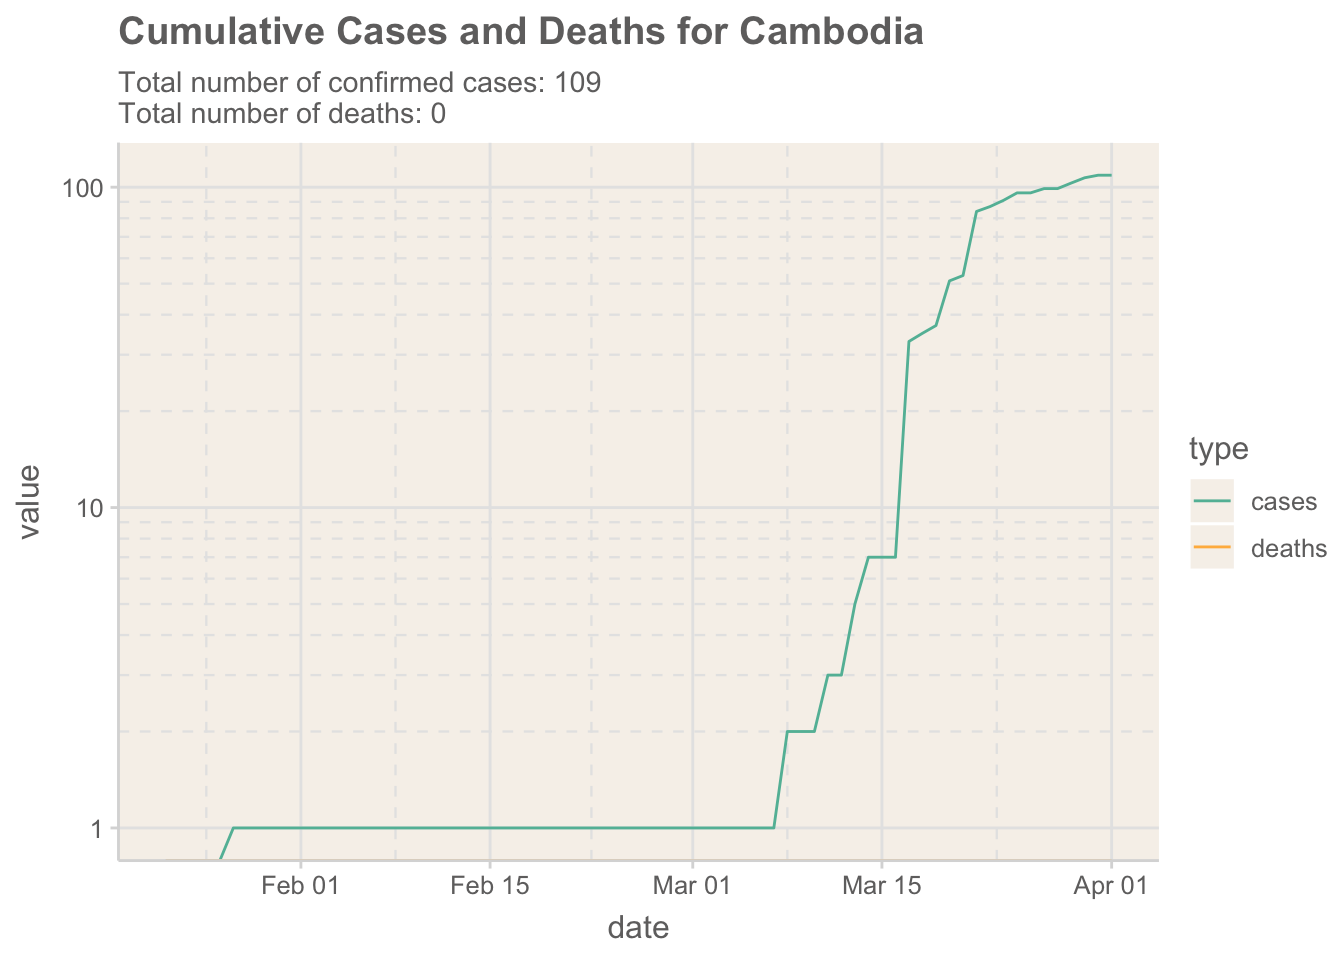 Cumulative Cases and Deaths for Cambodia
Total number of confirmed cases: 109
Total number of deaths: 0
100
10
1
value
Feb 01
Feb 15
Mar 01
Mar 15
Apr 01
date
type
cases
deaths